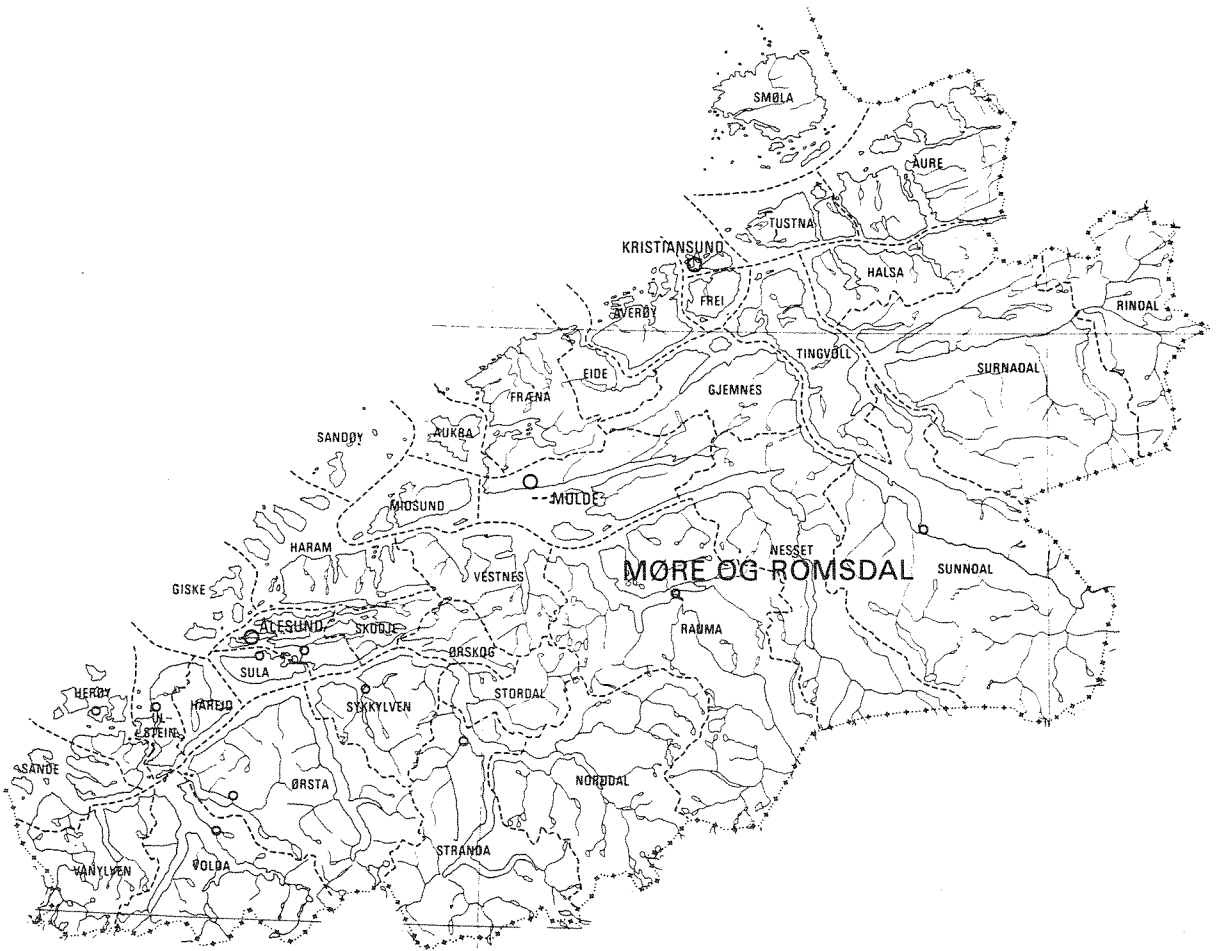 SMØLA
AURE
TUSTNA
KRISTIANSUND
HALSA
FREI
RINDAL
AVERØY
TINGVOLL
SURNADAL
EIDE
GJEMNES
FRÆNA
AUKRA
SANDØY
MOLDE
MIDSUND
HARAM
NESSET
MØRE OG ROMSDAL
SUNNDAL
VESTNES
GISKE
ÅLESUND
SKODJE
RAUMA
ØRSKOG
SULA
STORDAL
HERØY
HAREID
SYKKYLVEN
UL-
STEIN
SANDE
ØRSTA
NORDDAL
STRANDA
VOLDA
VANYLVEN